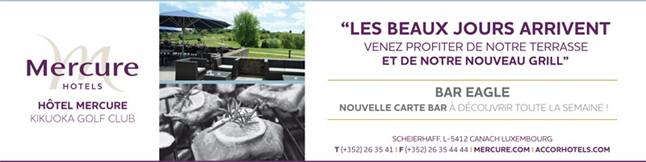 Mercure
HOTELS
HÔTEL MERCURE
KIKUOKA GOLF CLUB
“LES BEAUX JOURS ARRIVENT
VENEZ PROFITER DE NOTRE TERRASSE
ET DE NOTRE NOUVEAU GRILL”
BAR EAGLE
NOUVELLE CARTE BAR À DÉCOUVRIR TOUTE LA SEMAINE !
SCHEIERHAFF, L-5412 CANACH LUXEMBOURG
T (+352) 26 35 41 I F (+352) 26 35 44 44 I MERCURE.COM I ACCORHOTELS.COM